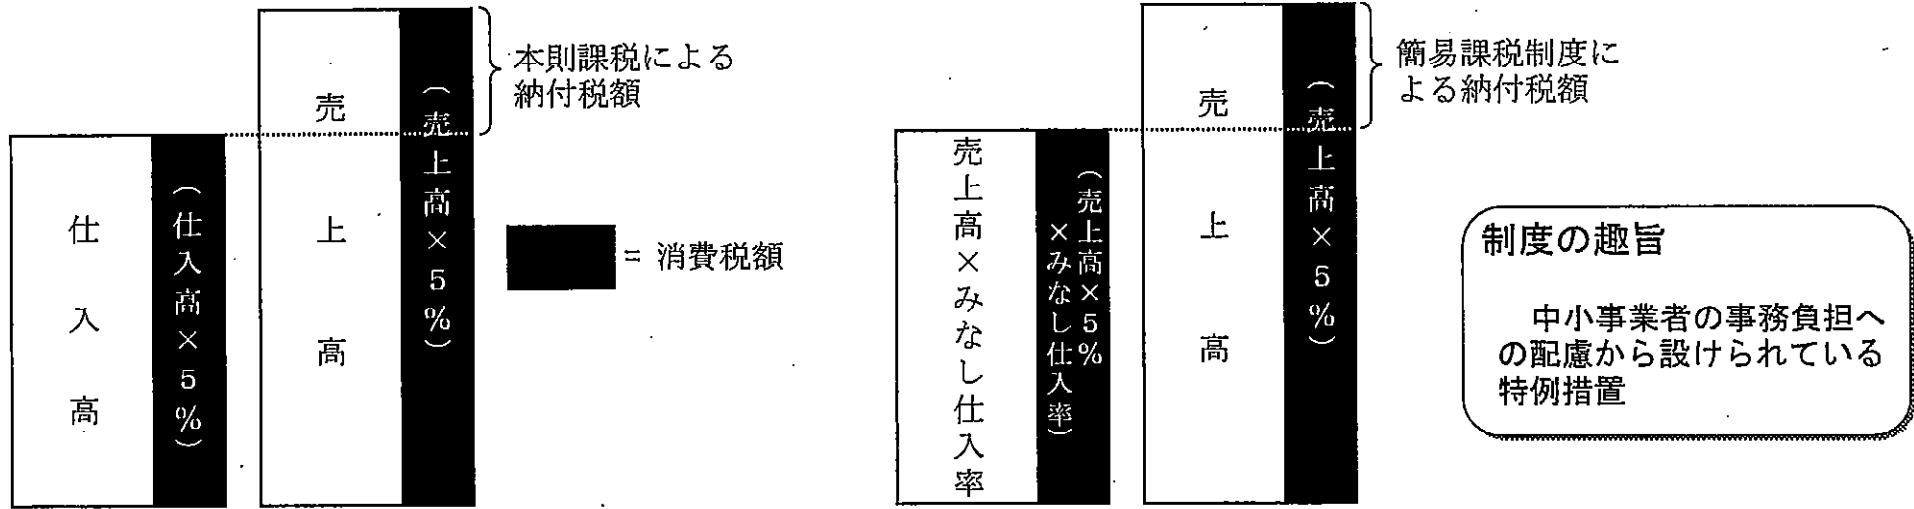 仕入高
(仕入高×5%)
売上高
(売上高×5%)
本則課税による
納付税額
= 消費税額
売上高×みなし仕入率
(売上高×5%
×みなし仕入率)
売上高
(売上高×5%)
簡易課税制度に
よる納付税額
制度の趣旨
中小事業者の事務負担へ
の配慮から設けられている
特例措置